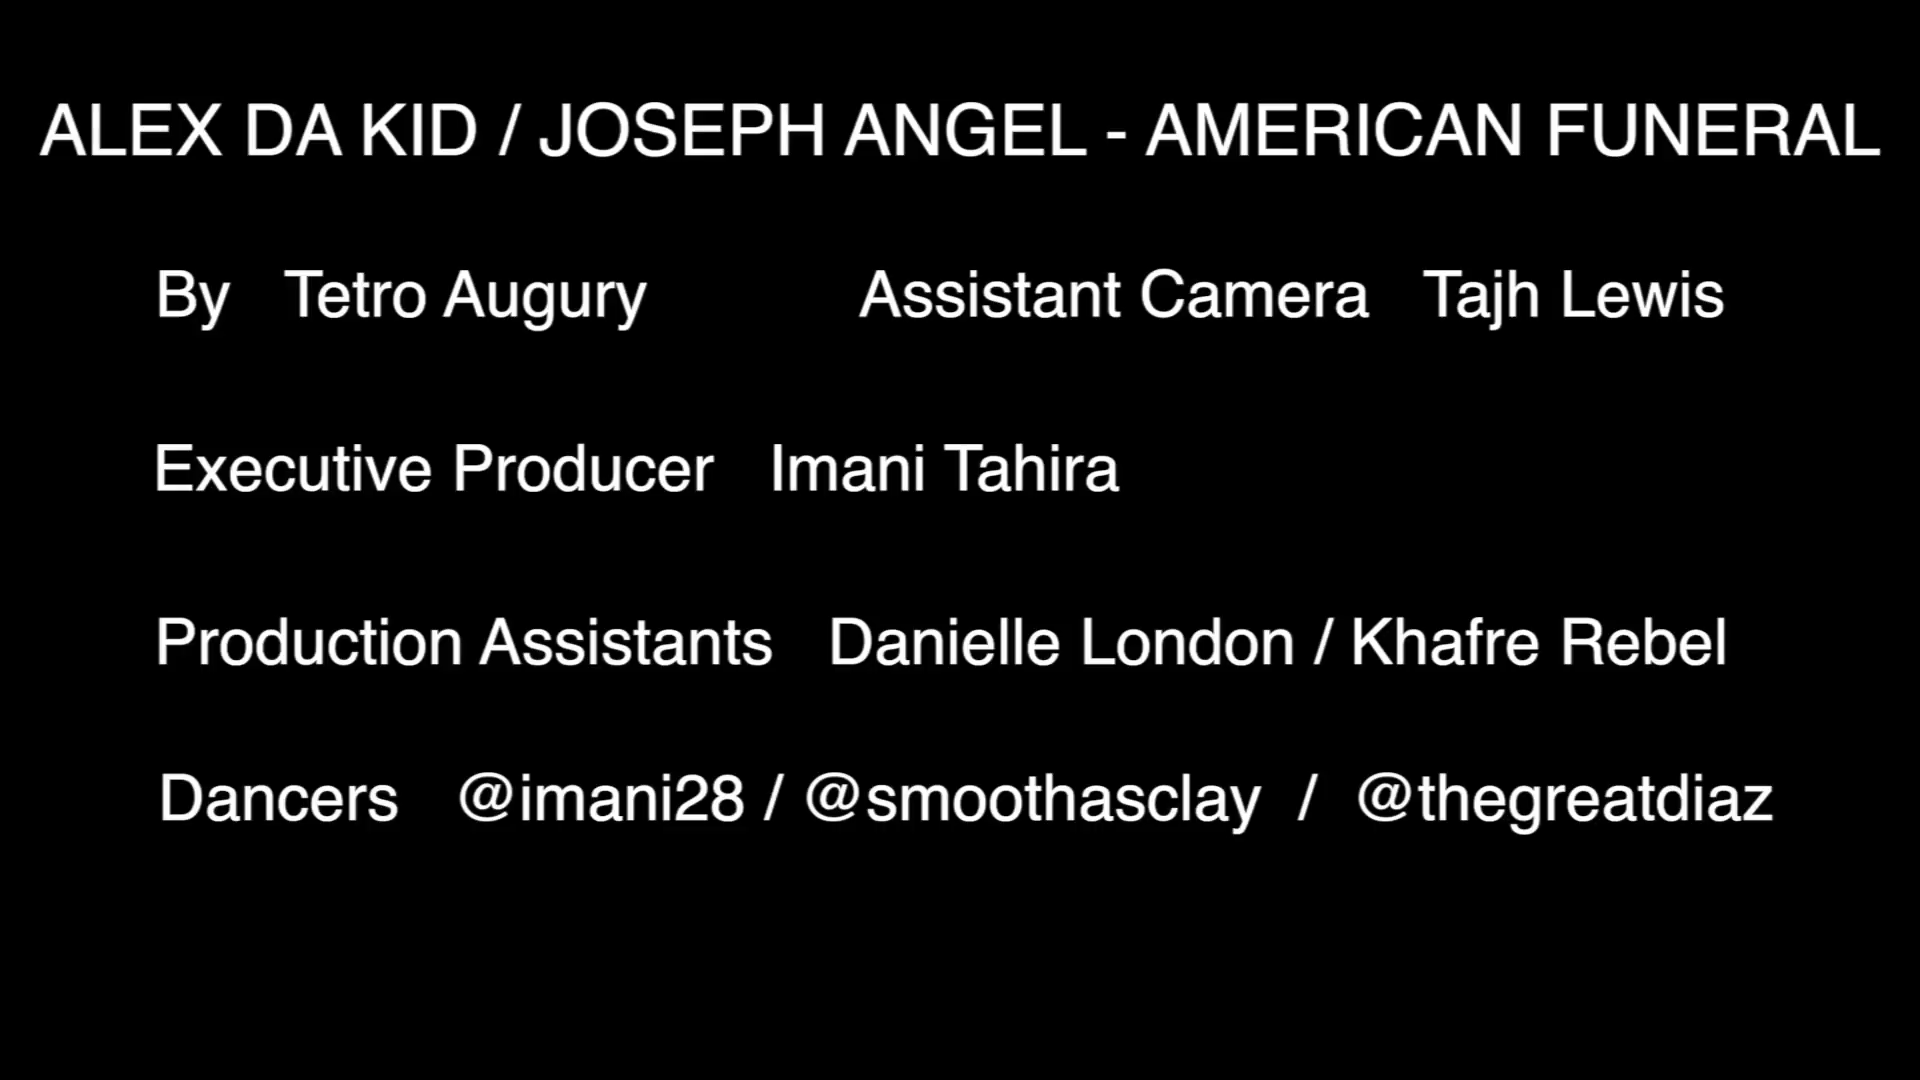 ALEX DA KID / JOSEPH ANGEL - AMERICAN FUNERAL
By Tetro Augury Assistant Camera Tajh Lewis
Executive Producer Imani Tahira
Production Assistants Danielle London / Khafre Rebel
Dancers @imani28 / @smoothasclay / @thegreatdiaz